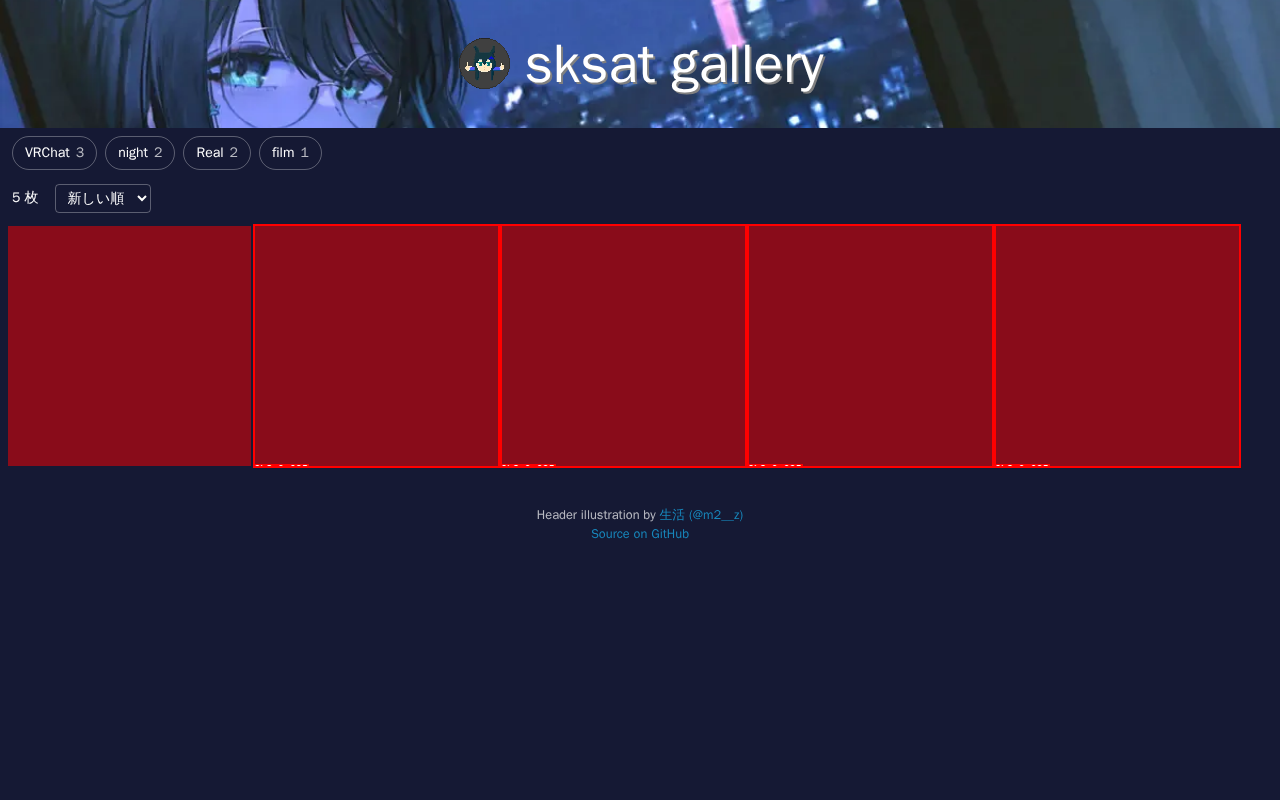 sksat gallery
VRChat 3 night 2 Real 2 film 1
5 枚 新しい順
Header illustration by 生活 (@m2__z)
Source on GitHub